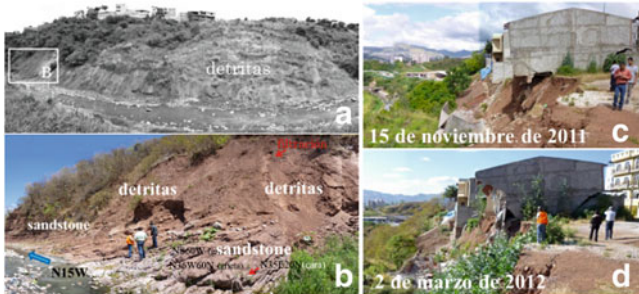 B
detritas
a
15 de noviembre de 2011
c
detritas
detritas
sandstone
sandstone
N15W
b
2 de marzo de 2012
d